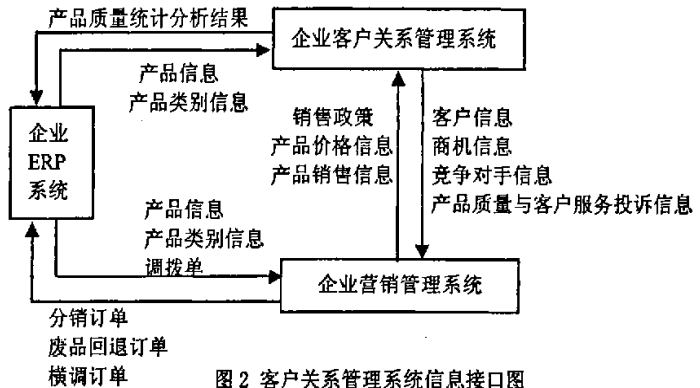 产品质量统计分析结果
企业客户关系管理系统
产品信息
产品类别信息
企业
ERP
系统
销售政策
产品价格信息
产品销售信息
客户信息
商机信息
竞争对手信息
产品质量与客户服务投诉信息
产品信息
产品类别信息
调拨单
企业营销管理系统
分销订单
废品回退订单
横调订单
图2 客户关系管理系统信息接口图